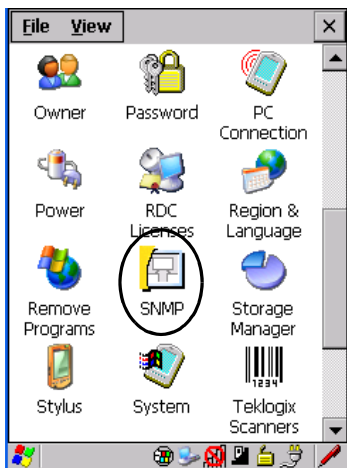 File View
Owner Password PC
Connection
Power RDC Region &
Licenses Language
Remove SNMP Storage
Programs Manager
Stylus System Teklogix
1234
Scanners